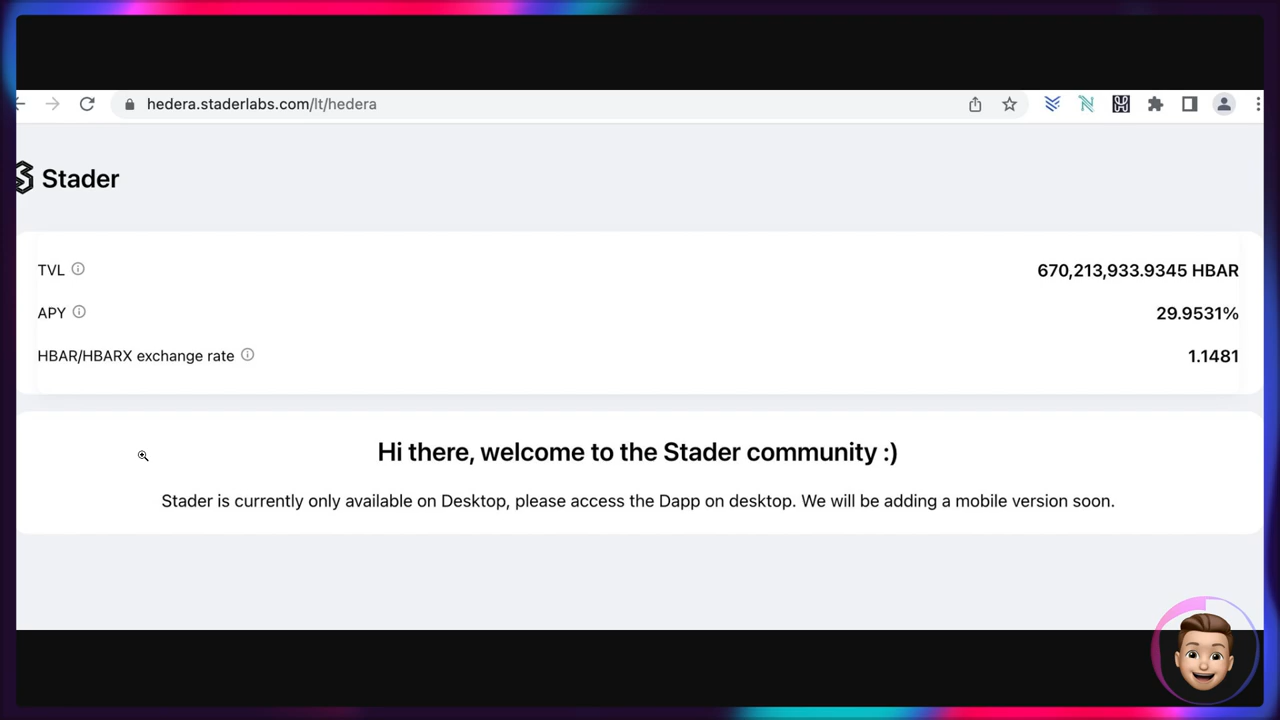 hedera.staderlabs.com/lt/hedera
Stader
TVL
670,213,933.9345 HBAR
APY
29.9531%
HBAR/HBARX exchange rate
1.1481
Hi there, welcome to the Stader community :)
Stader is currently only available on Desktop, please access the Dapp on desktop. We will be adding a mobile version soon.